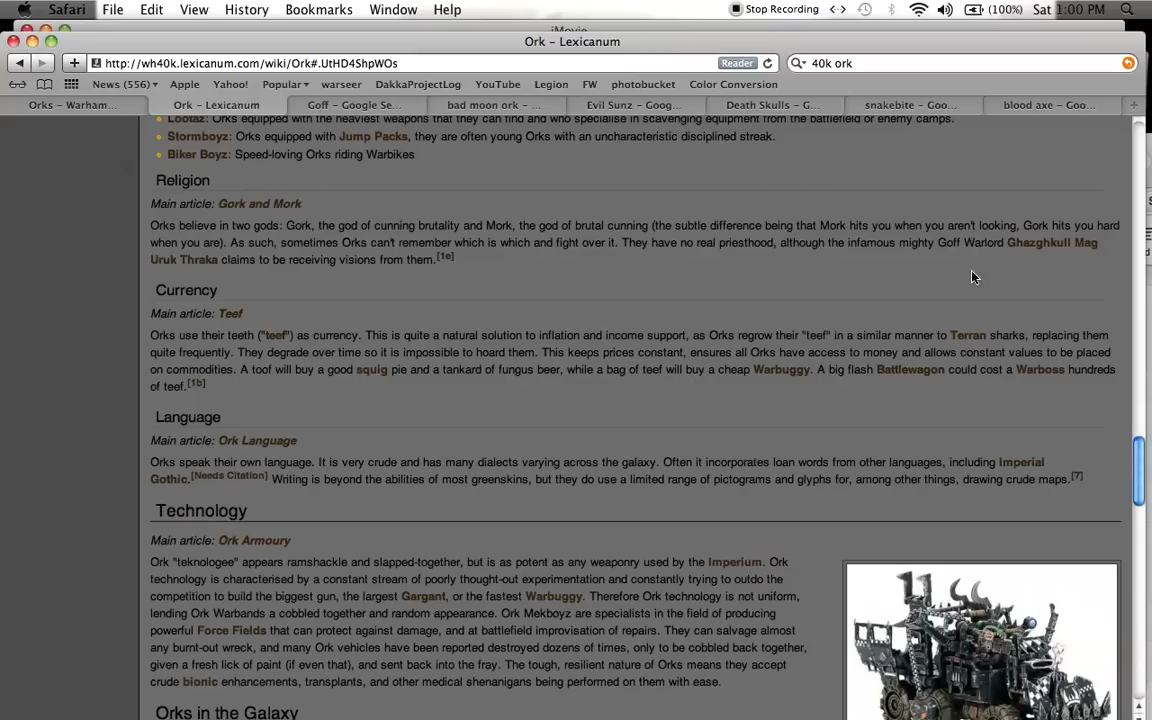 Safari File Edit View History Bookmarks Window Help Stop Recording (100%) Sat 1:00 PM
iMovie
Ork – Lexicanum
http://wh40k.lexicanum.com/wiki/Ork#.UtHD4ShpWOs Reader 40k ork
News (556) Popular warseer DakkaProjectLog YouTube Legion FW photobucket Color Conversion Apple Yahoo!
Orks – Warham... Ork – Lexicanum Goff – Google Se... bad moon ork – ... Evil Sunz – Goog... Death Skulls – G... snakebite – Goo... blood axe – Goo...
Lootaz: Orks equipped with the heaviest weapons that they can find and who specialise in scavenging equipment from the battlefield or enemy camps.
Stormboyz: Orks equipped with Jump Packs, they are often young Orks with an uncharacteristic disciplined streak.
Biker Boyz: Speed-loving Orks riding Warbikes
Religion
Main article: Gork and Mork
Orks believe in two gods: Gork, the god of cunning brutality and Mork, the god of brutal cunning (the subtle difference being that Mork hits you when you aren't looking, Gork hits you hard
when you are). As such, sometimes Orks can't remember which is which and fight over it. They have no real priesthood, although the infamous mighty Goff Warlord Ghazghkull Mag
Uruk Thraka claims to be receiving visions from them.[1e]
Currency
Main article: Teef
Orks use their teeth ("teef") as currency. This is quite a natural solution to inflation and income support, as Orks regrow their "teef" in a similar manner to Terran sharks, replacing them
quite frequently. They degrade over time so it is impossible to hoard them. This keeps prices constant, ensures all Orks have access to money and allows constant values to be placed
on commodities. A toof will buy a good squig pie and a tankard of fungus beer, while a bag of teef will buy a cheap Warbuggy. A big flash Battlewagon could cost a Warboss hundreds
of teef.[1b]
Language
Main article: Ork Language
Orks speak their own language. It is very crude and has many dialects varying across the galaxy. Often it incorporates loan words from other languages, including Imperial
Gothic.[Needs Citation] Writing is beyond the abilities of most greenskins, but they do use a limited range of pictograms and glyphs for, among other things, drawing crude maps.[7]
Technology
Main article: Ork Armoury
Ork "teknologee" appears ramshackle and slapped-together, but is as potent as any weaponry used by the Imperium. Ork
technology is characterised by a constant stream of poorly thought-out experimentation and constantly trying to outdo the
competition to build the biggest gun, the largest Gargant, or the fastest Warbuggy. Therefore Ork technology is not uniform,
lending Ork Warbands a cobbled together and random appearance. Ork Mekboyz are specialists in the field of producing
powerful Force Fields that can protect against damage, and at battlefield improvisation of repairs. They can salvage almost
any burnt-out wreck, and many Ork vehicles have been reported destroyed dozens of times, only to be cobbled back together,
given a fresh lick of paint (if even that), and sent back into the fray. The tough, resilient nature of Orks means they accept
crude bionic enhancements, transplants, and other medical shenanigans being performed on them with ease.
Orks in the Galaxy